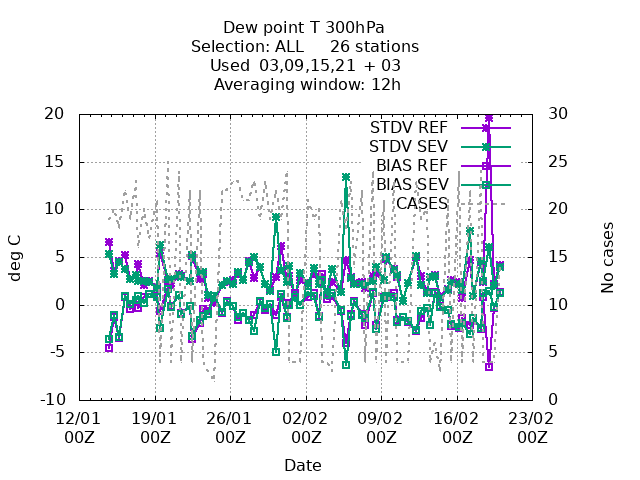 Dew point T 300hPa
Selection: ALL 26 stations
Used 03,09,15,21 + 03
Averaging window: 12h
20 30
STDV REF
STDV SEV
15 25
BIAS REF
BIAS SEV
10 20
CASES
5 15
0 10
-5 5
-10 0
deg C
No cases
12/01 19/01 26/01 02/02 09/02 16/02 23/02
00Z 00Z 00Z 00Z 00Z 00Z 00Z
Date